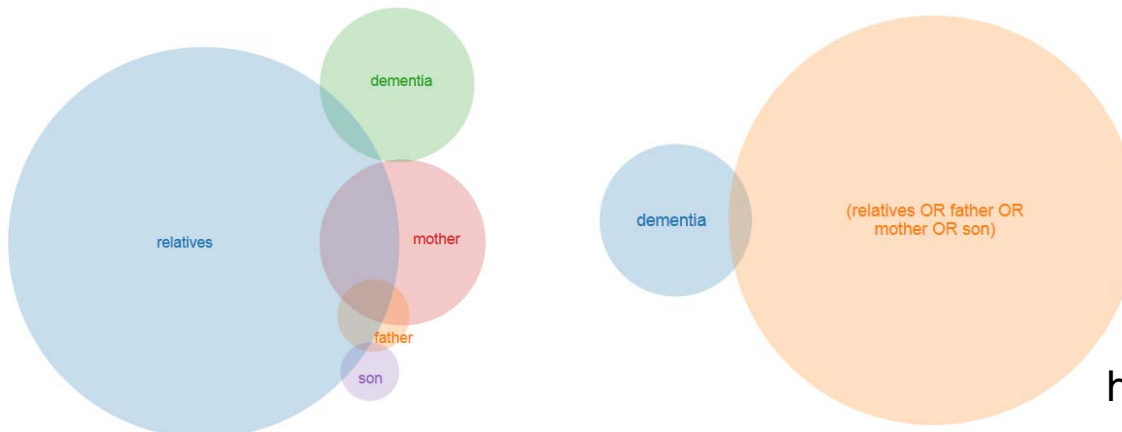 dementia
relatives
mother
father
son
dementia
(relatives OR father OR
mother OR son)
h